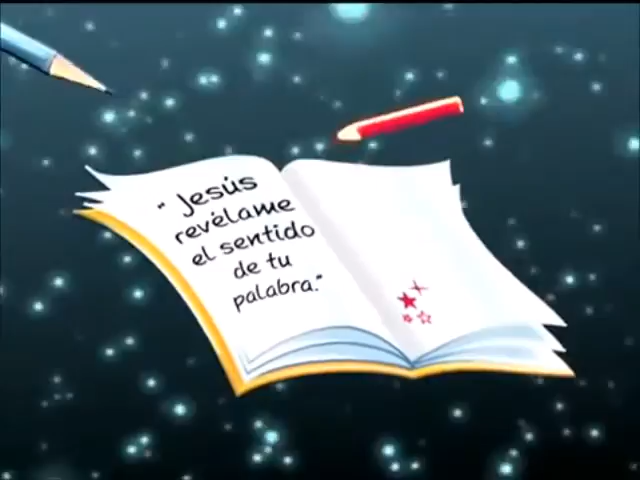 " Jesús
revélame
el sentido
de tu
palabra."